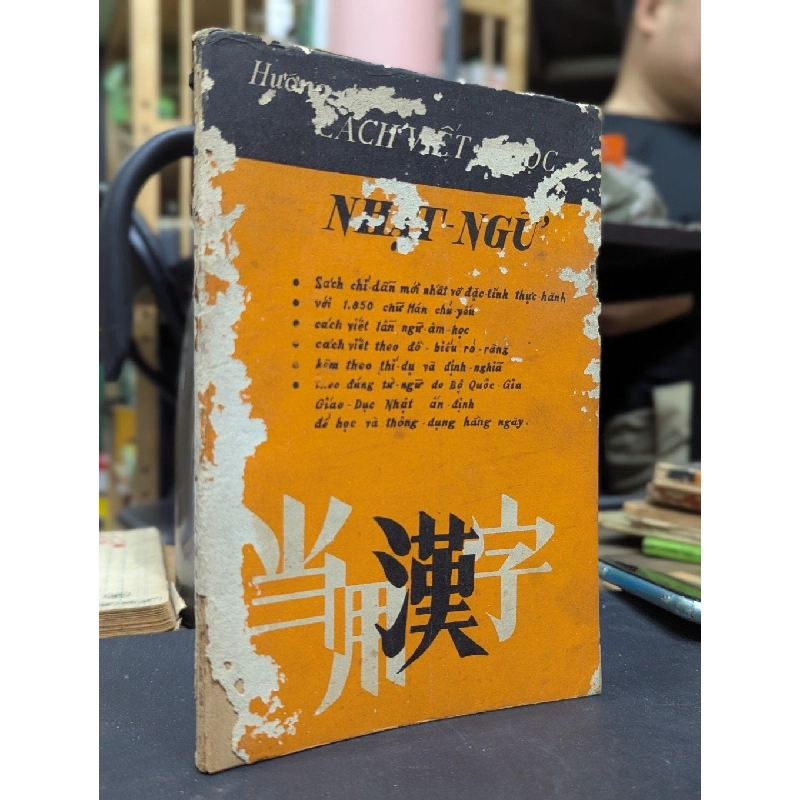 Hướng
CÁCH VIẾT
NHẬT-NGỮ
• Sách chỉ-dẫn mới nhất về đặc-tính thực-hành
• với 1.850 chữ Hán chủ-yếu
• cách viết lẫn ngữ-âm-học
• cách viết theo đồ-biểu rõ-ràng
• kèm theo thí-dụ và định-nghĩa
• theo đúng từ-ngữ do Bộ Quốc-Gia
Giáo-Dục Nhật ấn định
để học và thông-dụng hằng ngày.
当用漢字